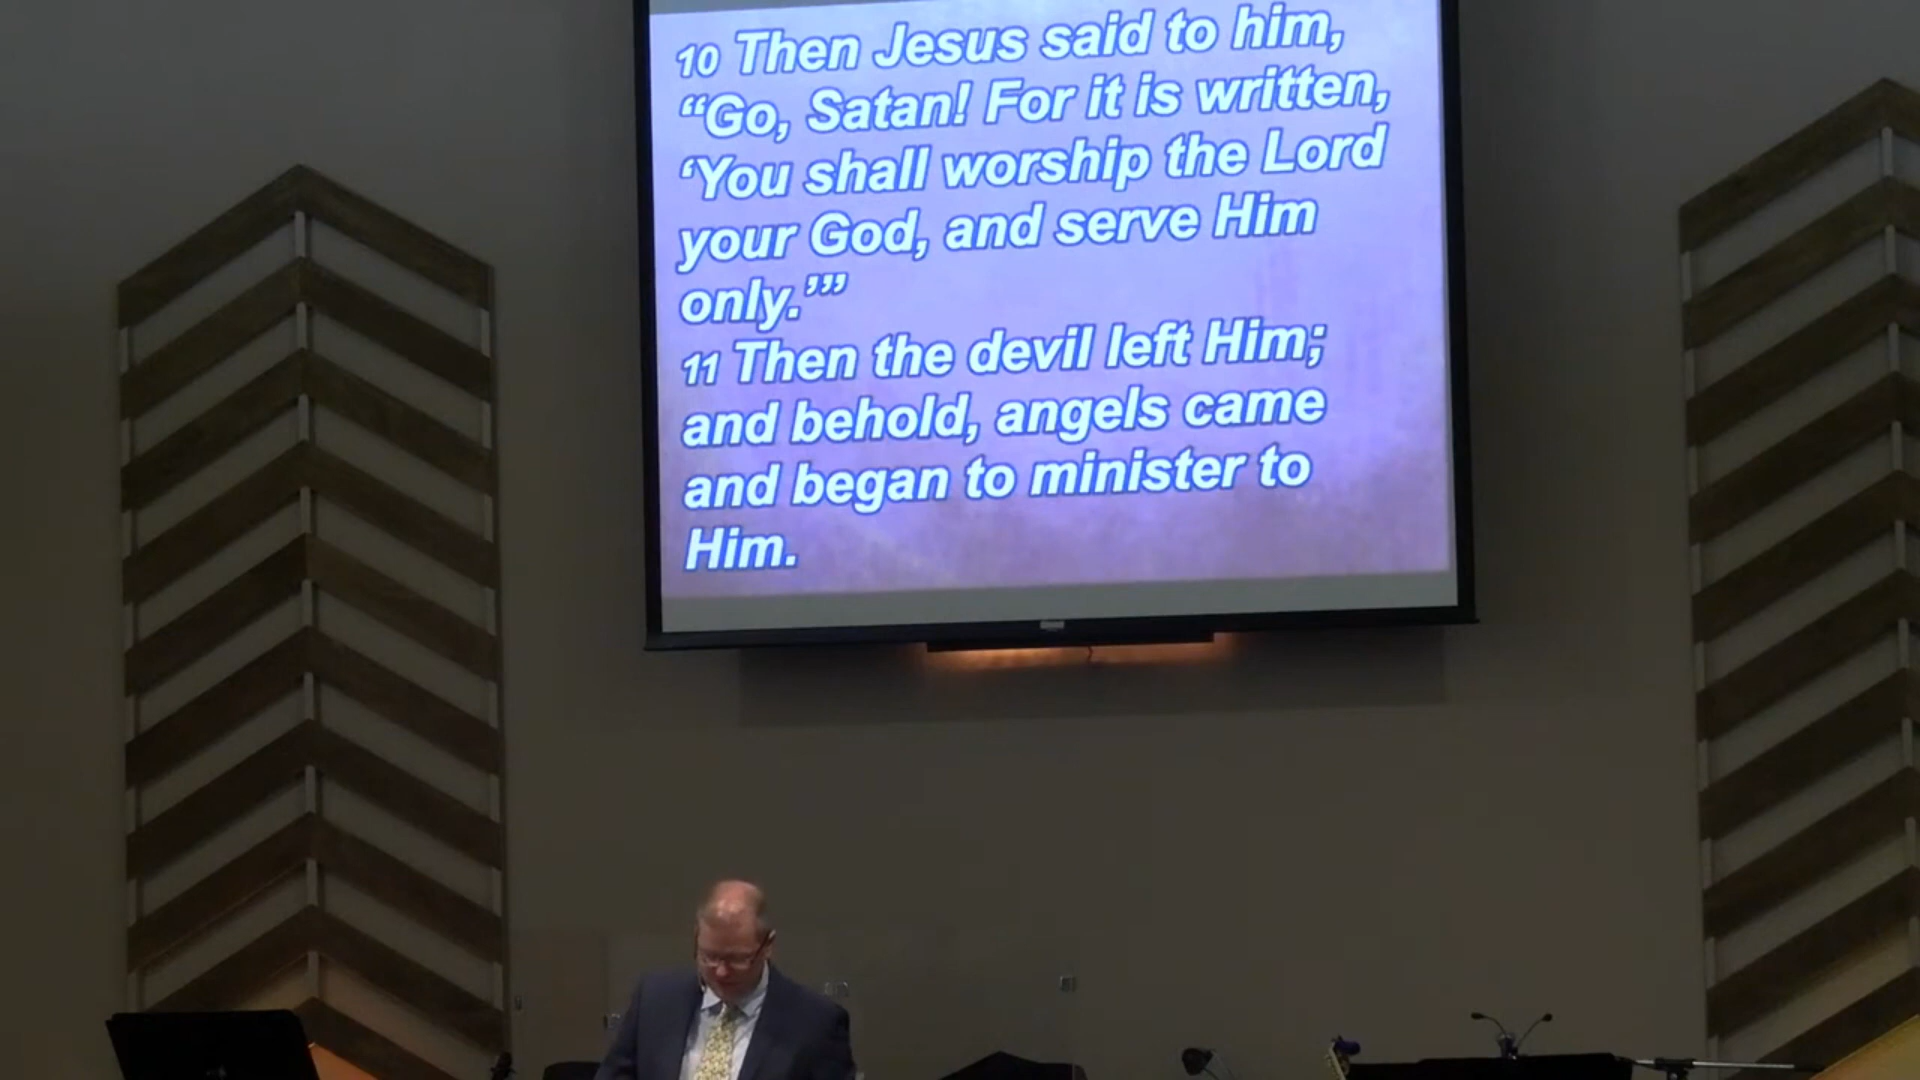 10 Then Jesus said to him,
“Go, Satan! For it is written,
‘You shall worship the Lord
your God, and serve Him
only.’”
11 Then the devil left Him;
and behold, angels came
and began to minister to
Him.